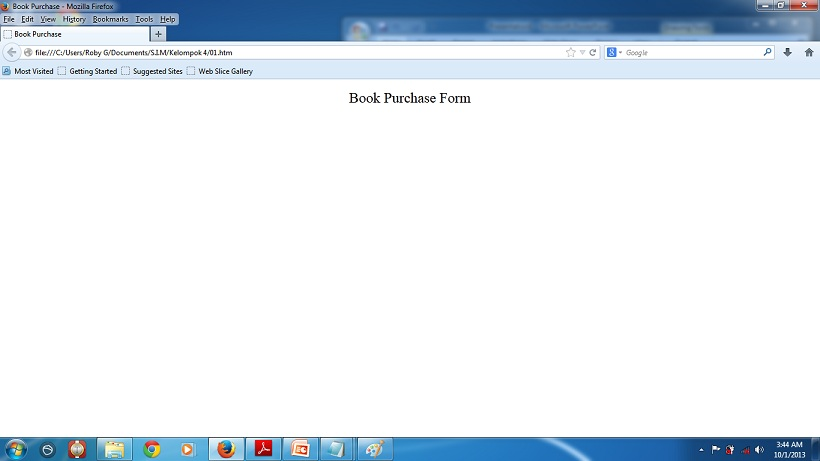 Book Purchase - Mozilla Firefox
File Edit View History Bookmarks Tools Help
Book Purchase
file:///C:/Users/Roby G/Documents/S.I.M/Kelompok 4/01.htm
Google
Most Visited Getting Started Suggested Sites Web Slice Gallery
Book Purchase Form
3:44 AM
10/1/2013